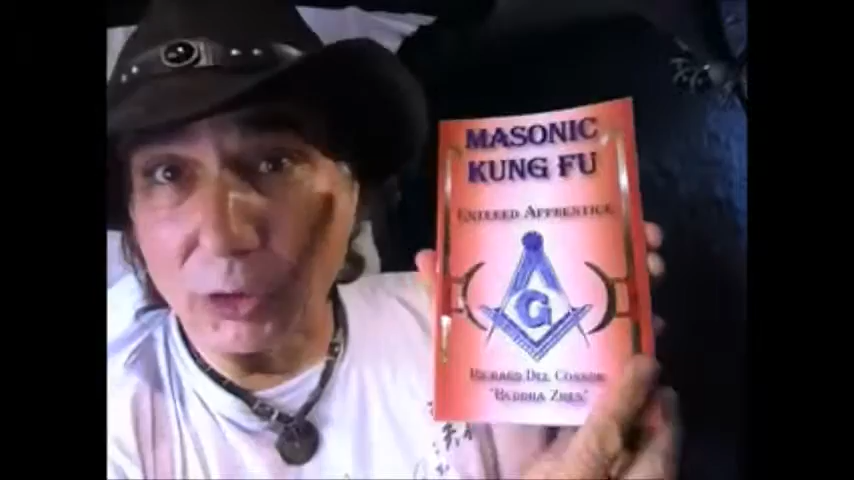 MASONIC
KUNG FU
ENTERED APPRENTICE
G
RICHARD DEL CONNOR
"BUDDHA ZHEN"